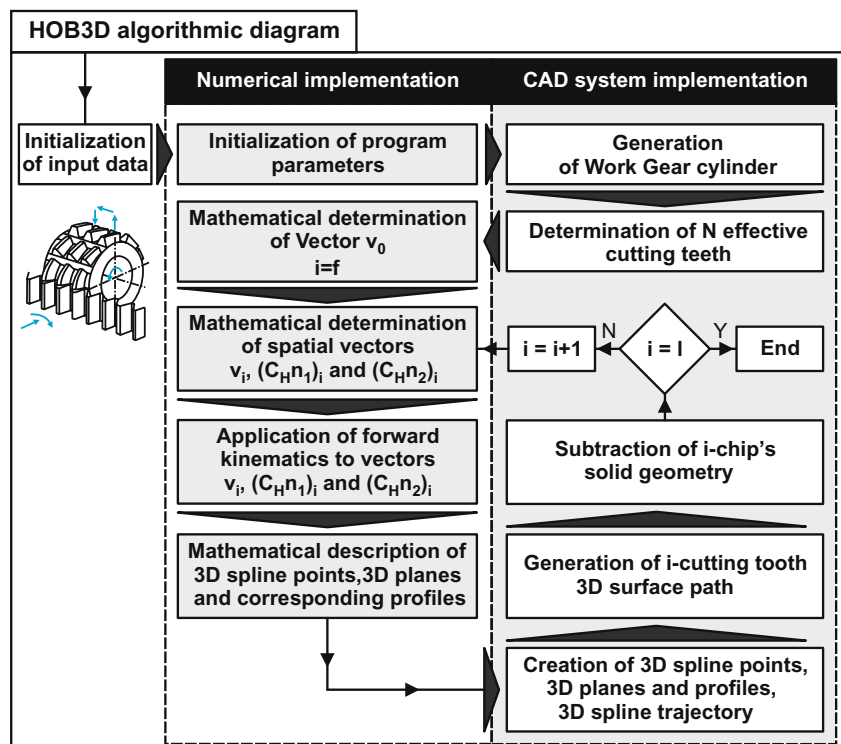 HOB3D algorithmic diagram
Numerical implementation
CAD system implementation
Initialization
of input data
Initialization of program
parameters
Generation
of Work Gear cylinder
Mathematical determination
of Vector v₀
i=f
Determination of N effective
cutting teeth
Mathematical determination
of spatial vectors
vᵢ, (C_Hn₁)ᵢ and (C_Hn₂)ᵢ
i = i+1
N
i = l
Y
End
Application of forward
kinematics to vectors
vᵢ, (C_Hn₁)ᵢ and (C_Hn₂)ᵢ
Subtraction of i-chip's
solid geometry
Mathematical description of
3D spline points,3D planes
and corresponding profiles
Generation of i-cutting tooth
3D surface path
Creation of 3D spline points,
3D planes and profiles,
3D spline trajectory